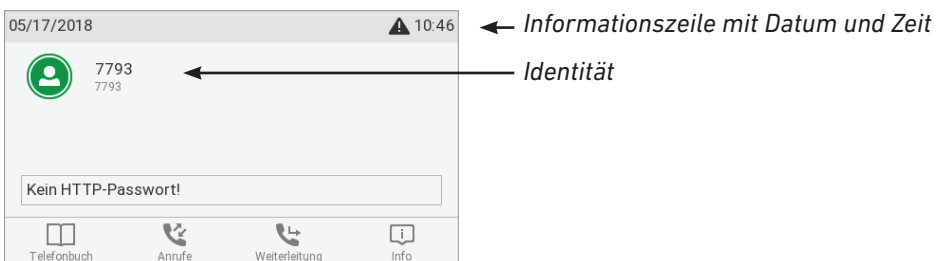 05/17/2018 10:46
Informationszeile mit Datum und Zeit
7793
Identität
7793
Kein HTTP-Passwort!
Telefonbuch Anrufe Weiterleitung Info